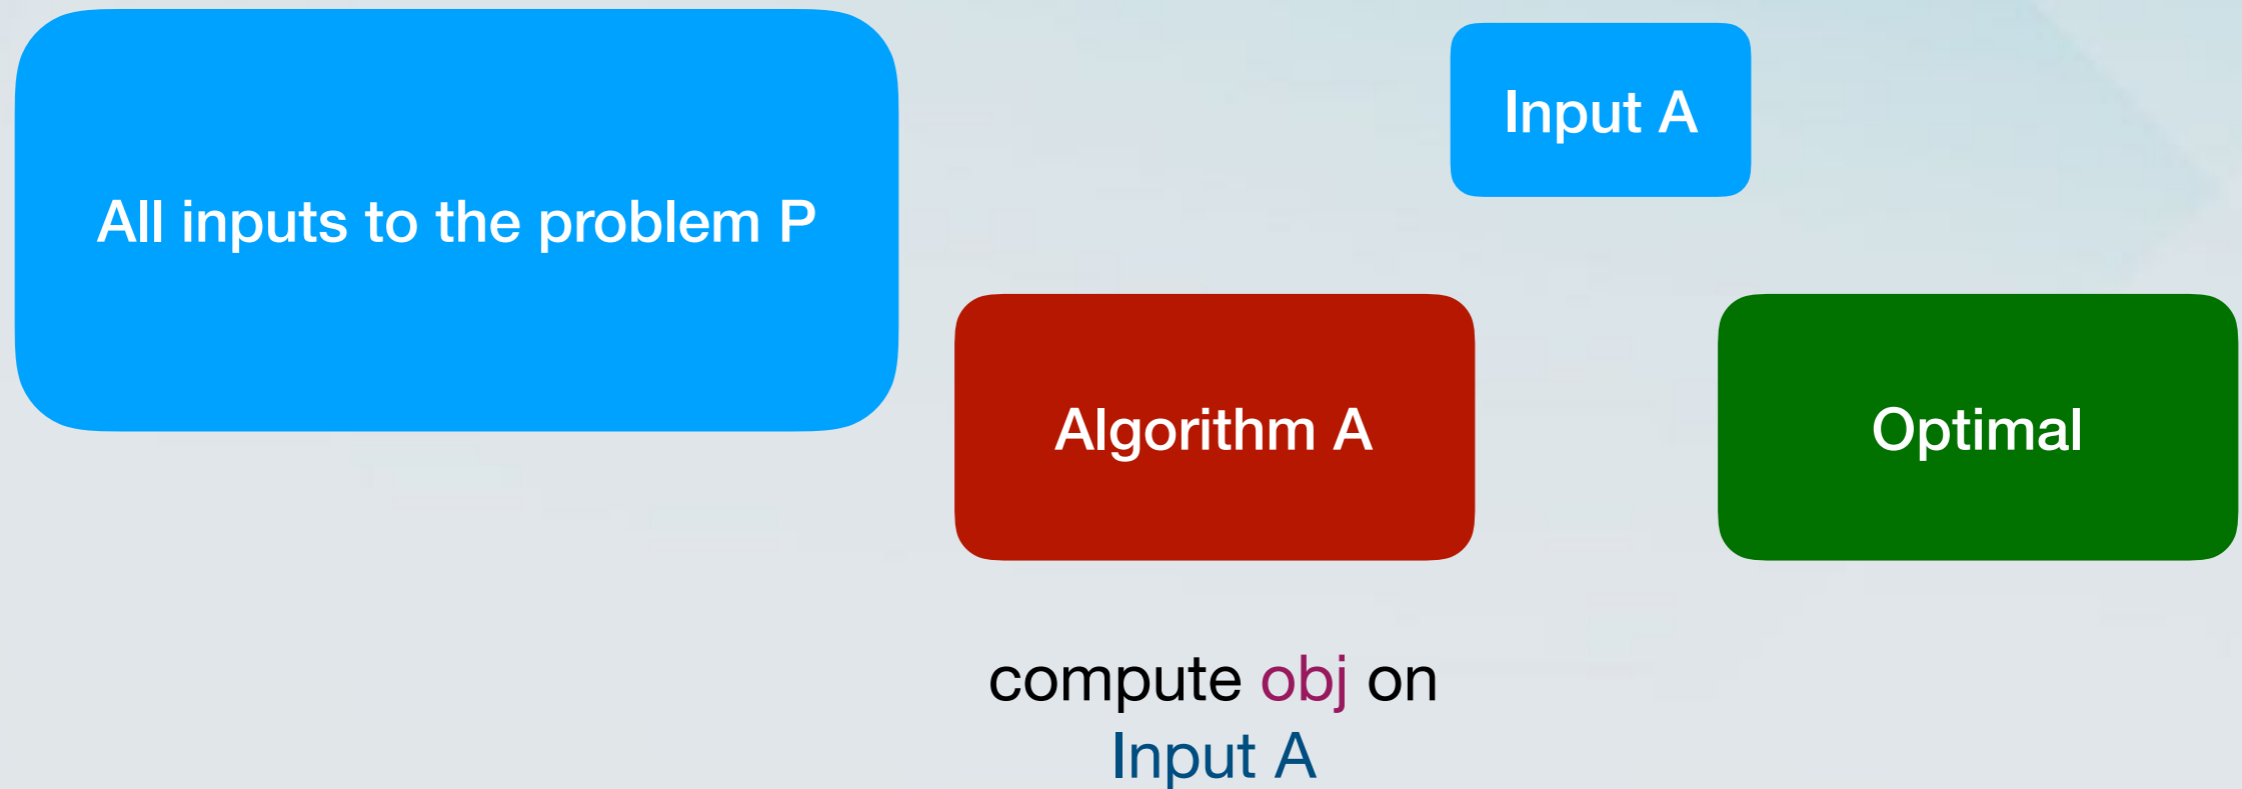 All inputs to the problem P
Input A
Algorithm A
Optimal
compute obj on
Input A